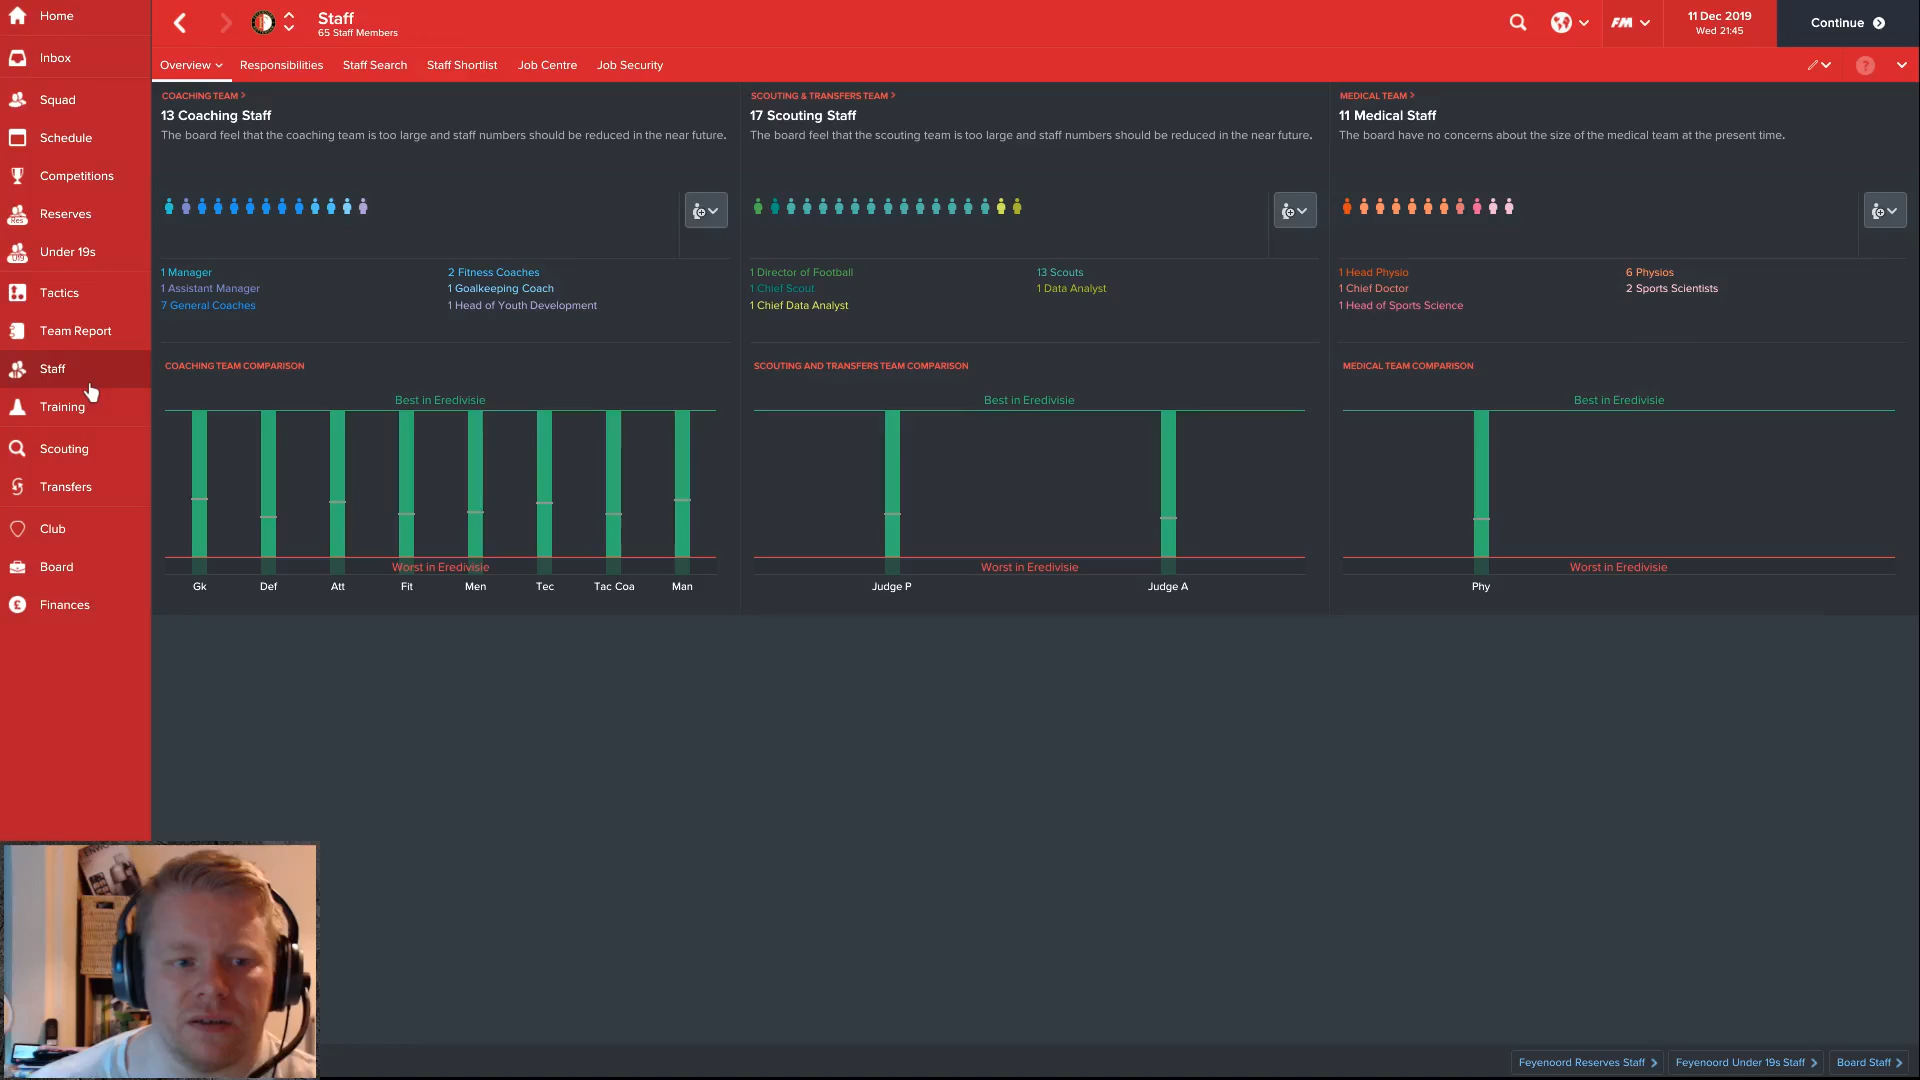 Home
Inbox
Squad
Schedule
Competitions
Reserves
Under 19s
Tactics
Team Report
Staff
Training
Scouting
Transfers
Club
Board
Finances
Staff
65 Staff Members
FM
11 Dec 2019
Wed 21:45
Continue
Overview
Responsibilities
Staff Search
Staff Shortlist
Job Centre
Job Security
COACHING TEAM >
13 Coaching Staff
The board feel that the coaching team is too large and staff numbers should be reduced in the near future.
1 Manager
1 Assistant Manager
7 General Coaches
2 Fitness Coaches
1 Goalkeeping Coach
1 Head of Youth Development
COACHING TEAM COMPARISON
Best in Eredivisie
Worst in Eredivisie
Gk Def Att Fit Men Tec Tac Coa Man
SCOUTING & TRANSFERS TEAM >
17 Scouting Staff
The board feel that the scouting team is too large and staff numbers should be reduced in the near future.
1 Director of Football
1 Chief Scout
1 Chief Data Analyst
13 Scouts
1 Data Analyst
SCOUTING AND TRANSFERS TEAM COMPARISON
Best in Eredivisie
Worst in Eredivisie
Judge P Judge A
MEDICAL TEAM >
11 Medical Staff
The board have no concerns about the size of the medical team at the present time.
1 Head Physio
1 Chief Doctor
1 Head of Sports Science
6 Physios
2 Sports Scientists
MEDICAL TEAM COMPARISON
Best in Eredivisie
Worst in Eredivisie
Phy
Feyenoord Reserves Staff >
Feyenoord Under 19s Staff >
Board Staff >